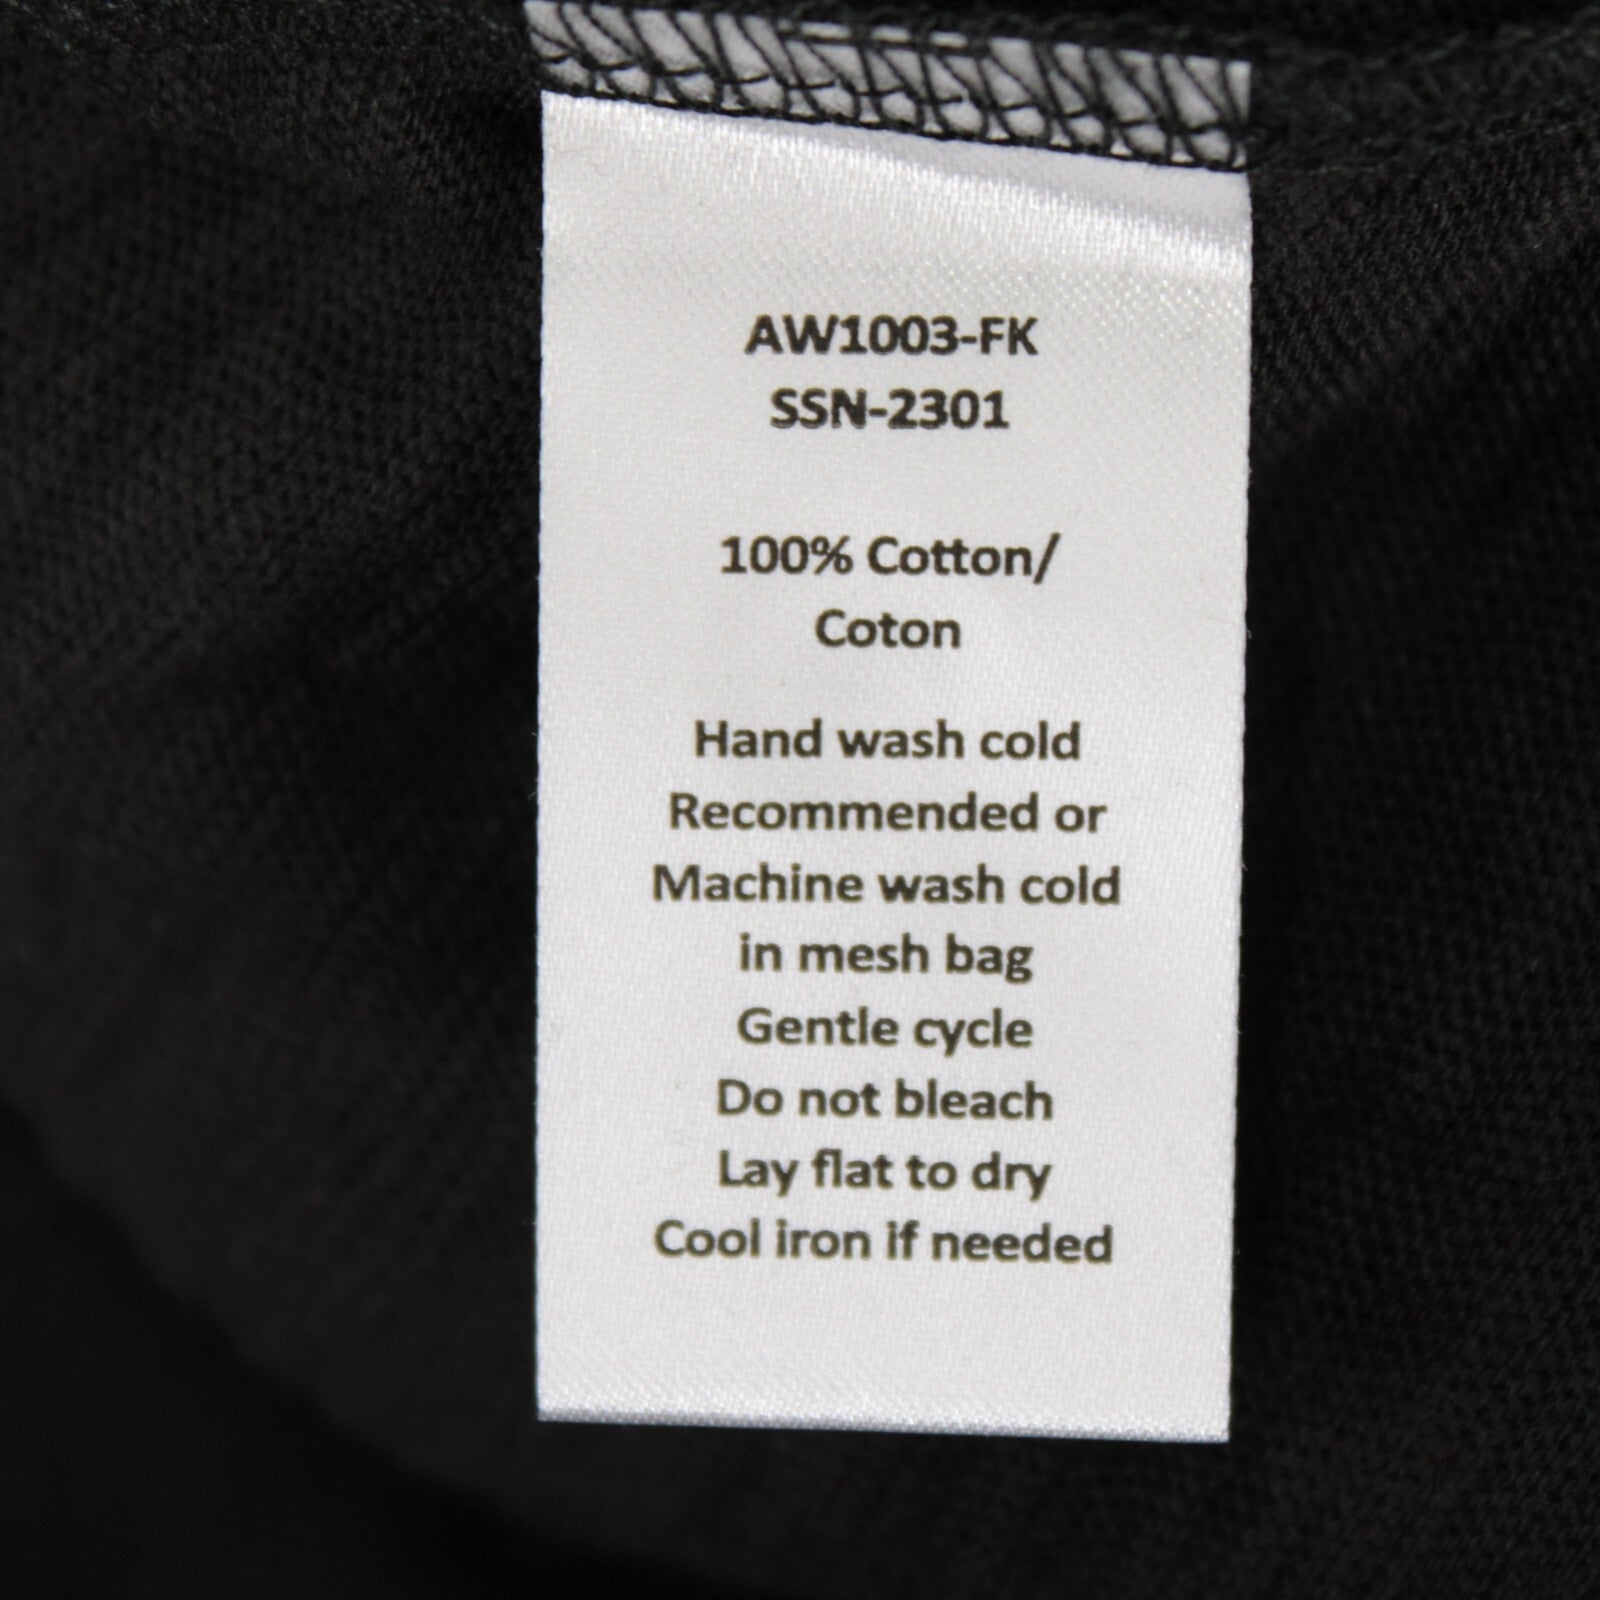 AW1003-FK
SSN-2301
100% Cotton/
Coton
Hand wash cold
Recommended or
Machine wash cold
in mesh bag
Gentle cycle
Do not bleach
Lay flat to dry
Cool iron if needed